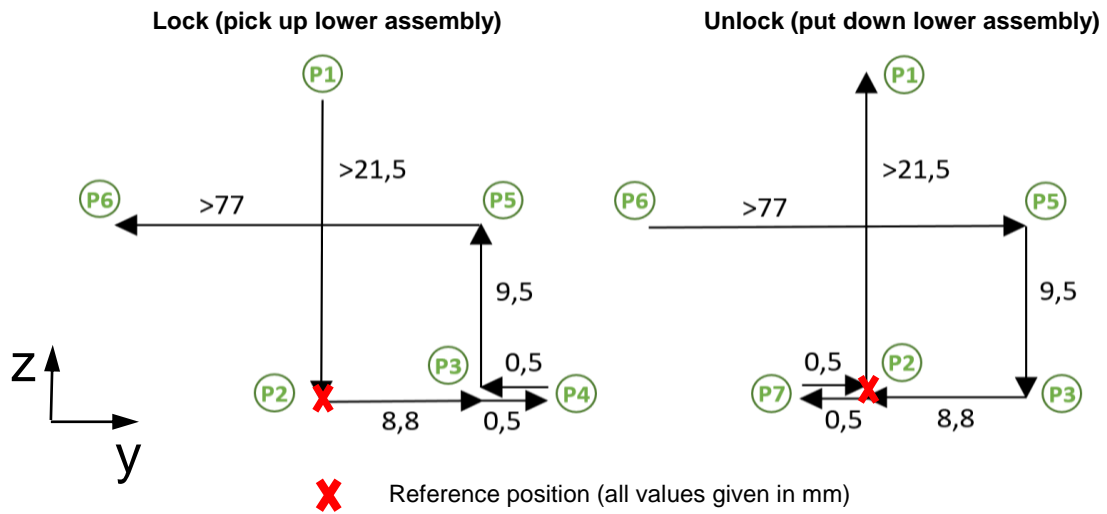 Lock (pick up lower assembly)
Unlock (put down lower assembly)
P1
P1
>21,5
>21,5
P6
>77
P5
P6
>77
P5
9,5
9,5
z
P3
0,5
0,5
P2
P2
P4
P7
P3
8,8
0,5
0,5
8,8
y
Reference position (all values given in mm)